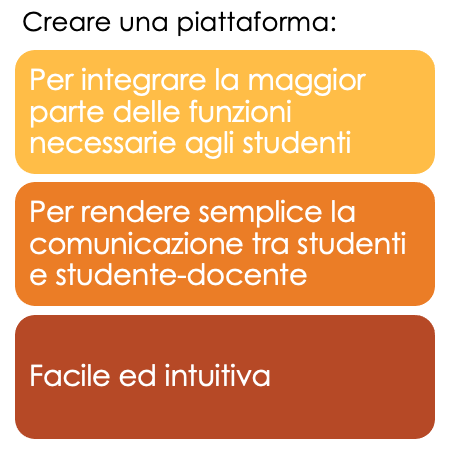 Creare una piattaforma:
Per integrare la maggior
parte delle funzioni
necessarie agli studenti
Per rendere semplice la
comunicazione tra studenti
e studente-docente
Facile ed intuitiva